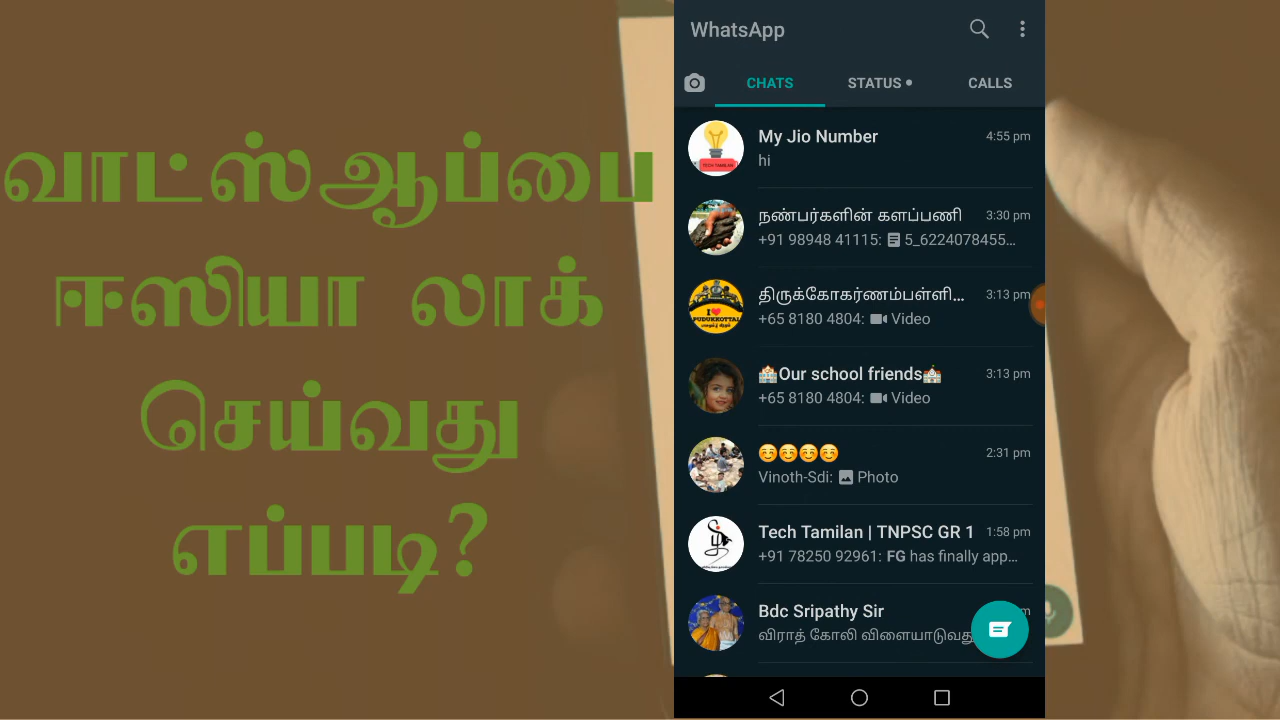 வாட்ஸ்ஆப்பை
ஈஸியா லாக்
செய்வது
எப்படி?
WhatsApp
CHATS STATUS CALLS
My Jio Number 4:55 pm
hi
நண்பர்களின் களப்பணி 3:30 pm
+91 98948 41115: 5_6224078455...
திருக்கோகர்ணம்பள்ளி... 3:13 pm
+65 8180 4804: Video
🏫Our school friends🏫 3:13 pm
+65 8180 4804: Video
☺️☺️☺️☺️ 2:31 pm
Vinoth-Sdi: Photo
Tech Tamilan | TNPSC GR 1 1:58 pm
+91 78250 92961: FG has finally app...
Bdc Sripathy Sir
விராத் கோலி விளையாடுவது
TECH TAMILAN
I ❤ PUDUKKOTTAI